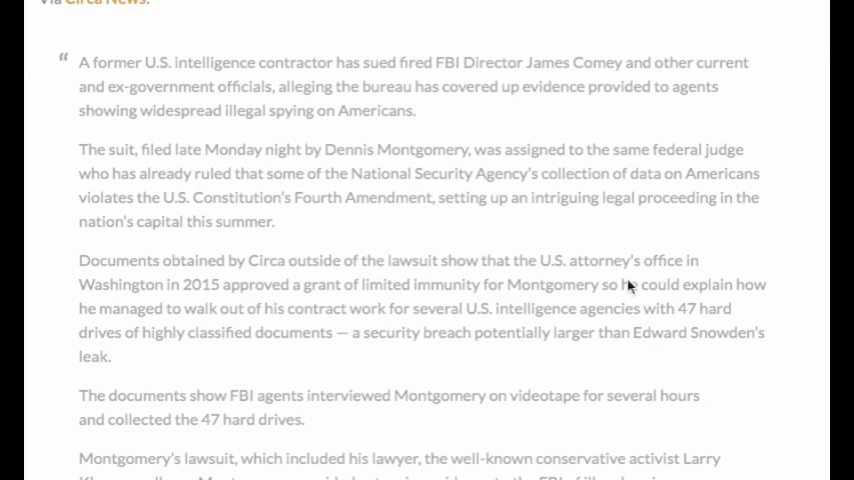 Via Circa News:
“ A former U.S. intelligence contractor has sued fired FBI Director James Comey and other current
and ex-government officials, alleging the bureau has covered up evidence provided to agents
showing widespread illegal spying on Americans.
The suit, filed late Monday night by Dennis Montgomery, was assigned to the same federal judge
who has already ruled that some of the National Security Agency’s collection of data on Americans
violates the U.S. Constitution’s Fourth Amendment, setting up an intriguing legal proceeding in the
nation’s capital this summer.
Documents obtained by Circa outside of the lawsuit show that the U.S. attorney’s office in
Washington in 2015 approved a grant of limited immunity for Montgomery so he could explain how
he managed to walk out of his contract work for several U.S. intelligence agencies with 47 hard
drives of highly classified documents — a security breach potentially larger than Edward Snowden’s
leak.
The documents show FBI agents interviewed Montgomery on videotape for several hours
and collected the 47 hard drives.
Montgomery’s lawsuit, which included his lawyer, the well-known conservative activist Larry